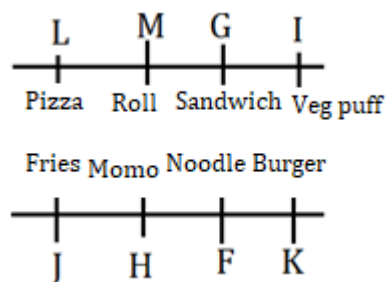 L M G I
Pizza Roll Sandwich Veg puff
Fries Momo Noodle Burger
J H F K